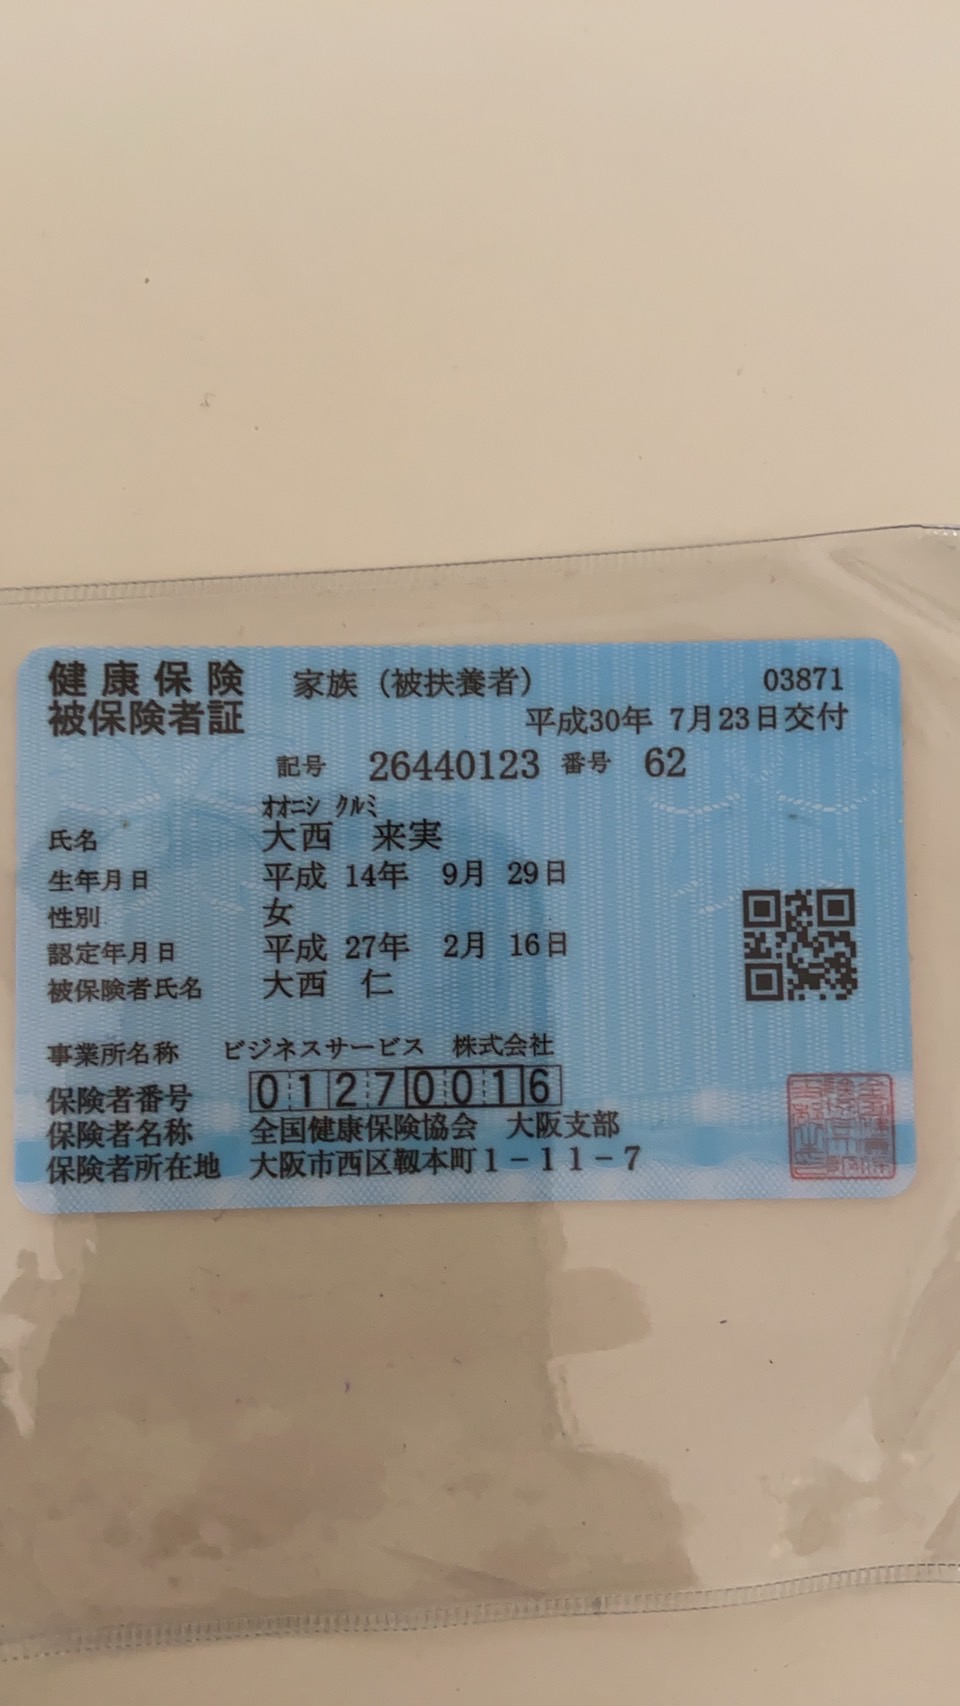 健康保険 家族（被扶養者） 03871
被保険者証 平成30年 7月23日交付
記号 26440123 番号 62
ｵｵﾆｼ ｸﾙﾐ
氏名 大西 来実
生年月日 平成 14年 9月 29日
性別 女
認定年月日 平成 27年 2月 16日
被保険者氏名 大西 仁
事業所名称 ビジネスサービス 株式会社
保険者番号 01270016
保険者名称 全国健康保険協会 大阪支部
保険者所在地 大阪市西区靱本町１－１１－７